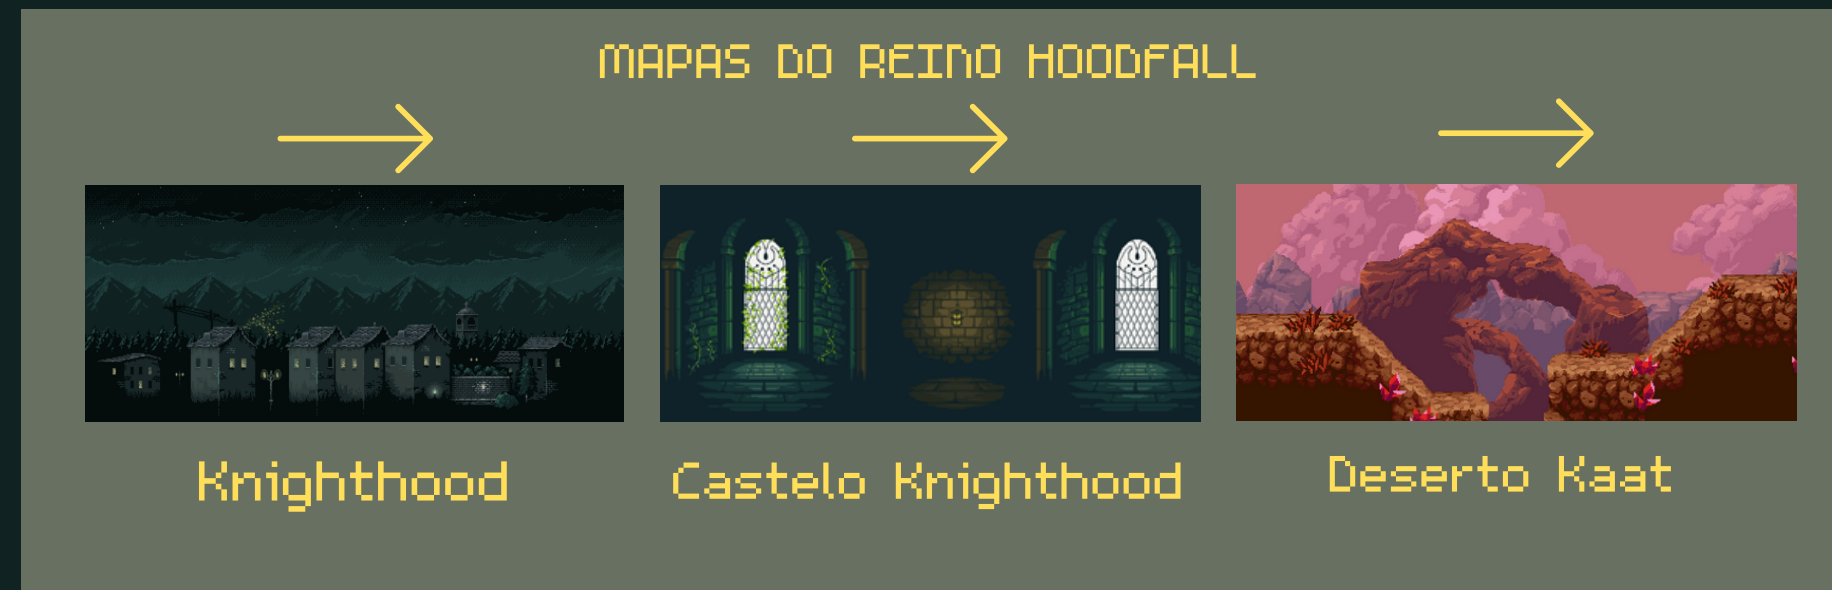 MAPAS DO REINO HOODFALL
Knighthood
Castelo Knighthood
Deserto Kaat